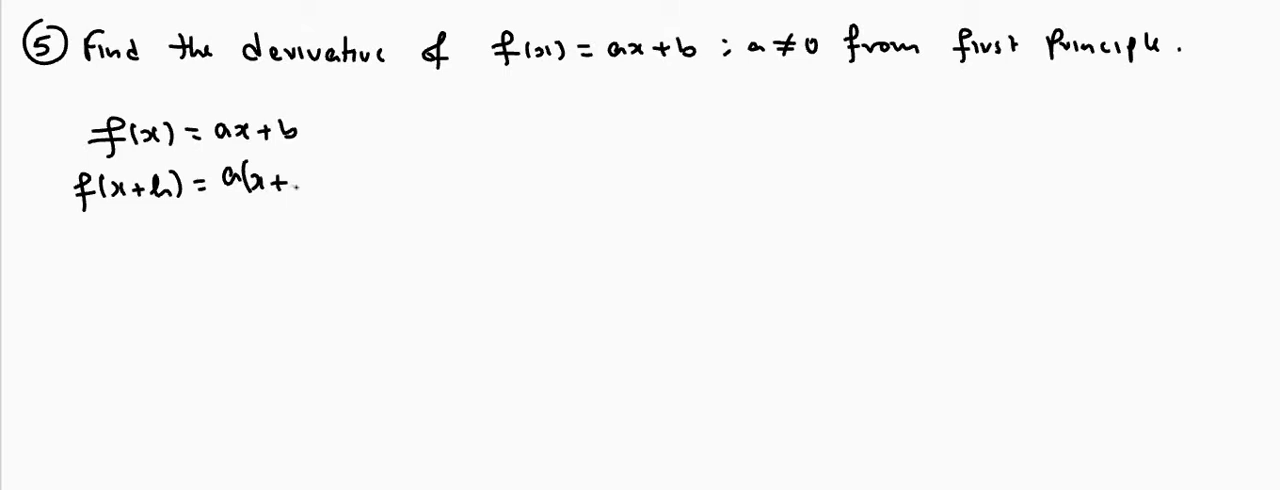 ⑤ Find the derivative of f(x) = ax + b ; a ≠ 0 from first principle.
f(x) = ax + b
f(x+h) = a(x+